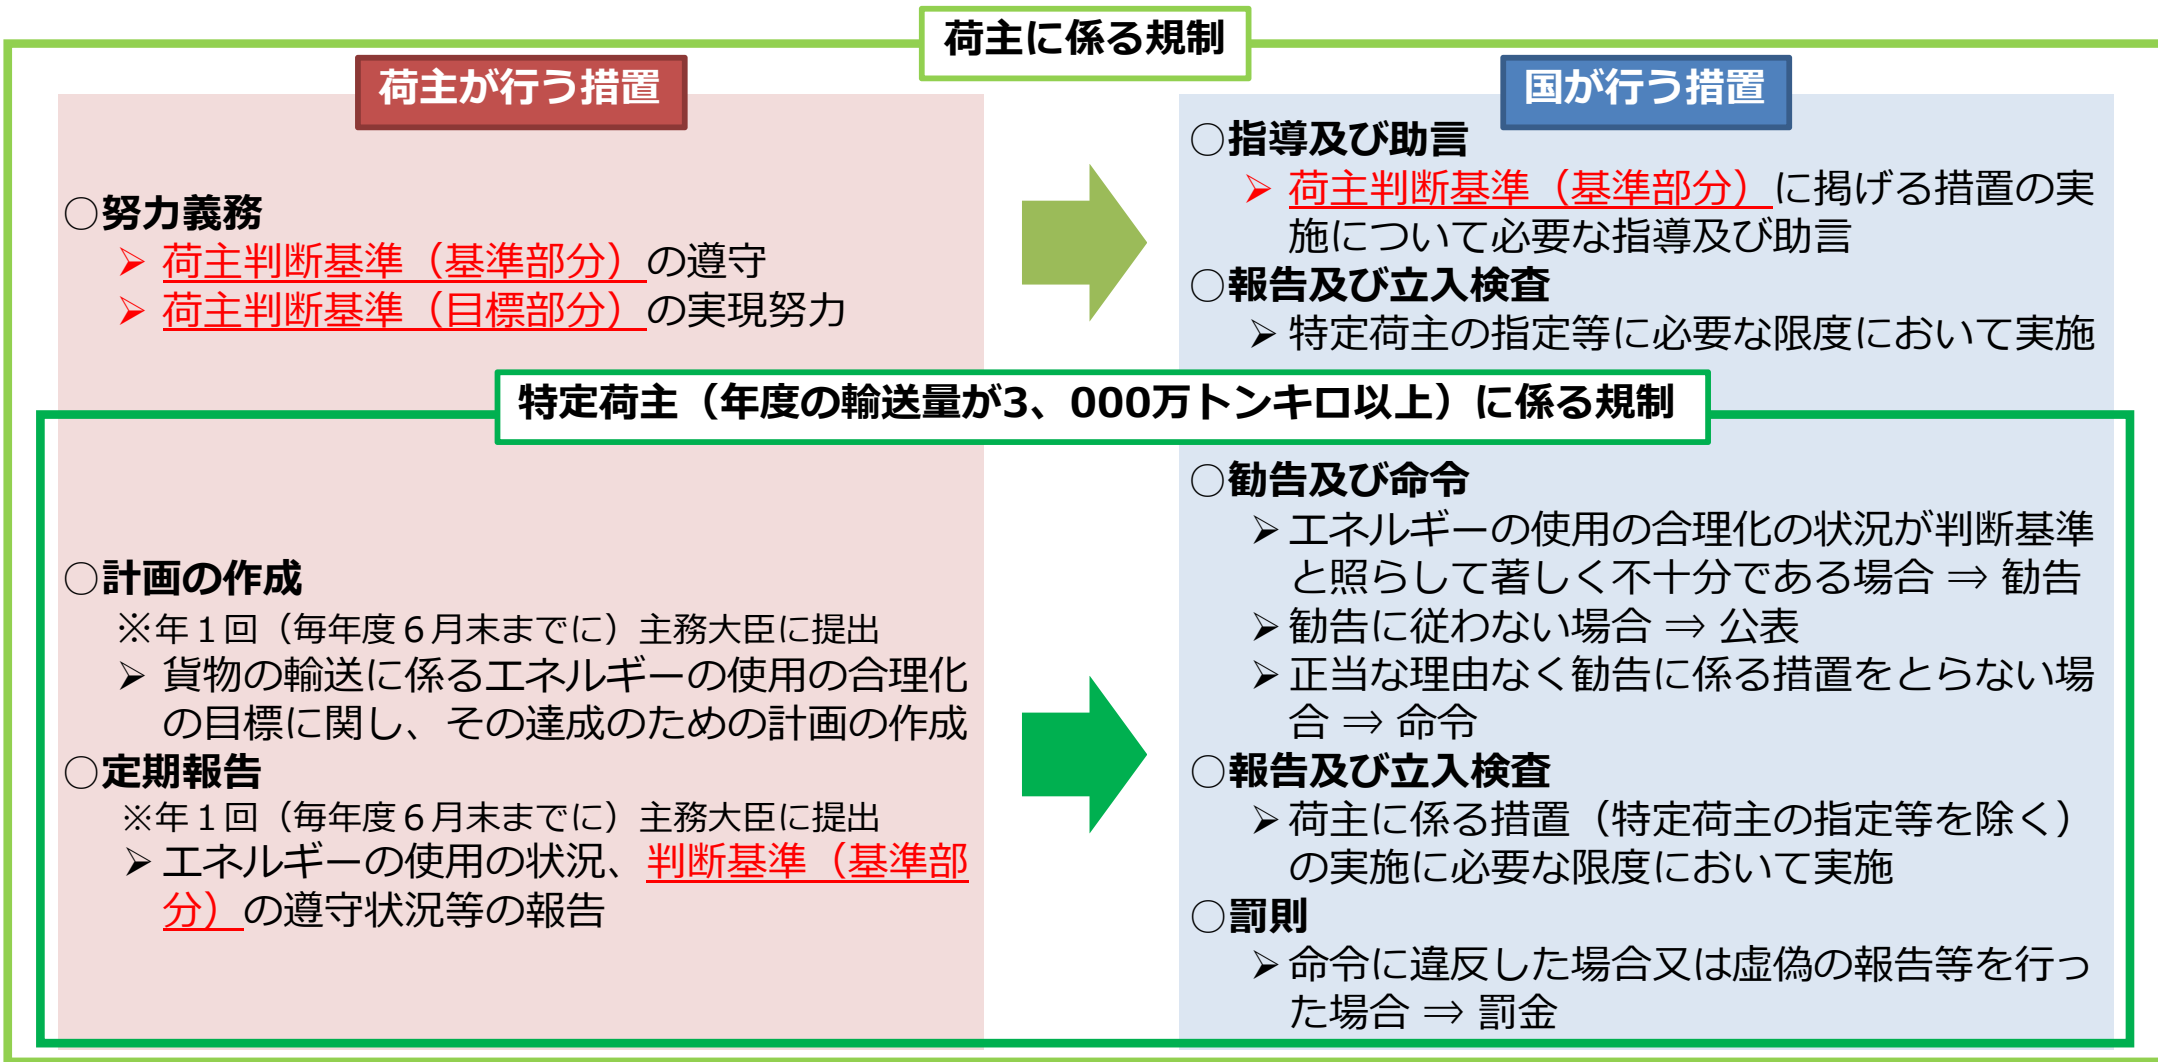 荷主に係る規制
荷主が行う措置
○努力義務
➢ 荷主判断基準（基準部分）の遵守
➢ 荷主判断基準（目標部分）の実現努力
国が行う措置
○指導及び助言
➢ 荷主判断基準（基準部分）に掲げる措置の実
施について必要な指導及び助言
○報告及び立入検査
➢ 特定荷主の指定等に必要な限度において実施
特定荷主（年度の輸送量が3、000万トンキロ以上）に係る規制
○計画の作成
※年１回（毎年度６月末までに）主務大臣に提出
➢ 貨物の輸送に係るエネルギーの使用の合理化
の目標に関し、その達成のための計画の作成
○定期報告
※年１回（毎年度６月末までに）主務大臣に提出
➢ エネルギーの使用の状況、判断基準（基準部
分）の遵守状況等の報告
○勧告及び命令
➢ エネルギーの使用の合理化の状況が判断基準
と照らして著しく不十分である場合 ⇒ 勧告
➢ 勧告に従わない場合 ⇒ 公表
➢ 正当な理由なく勧告に係る措置をとらない場
合 ⇒ 命令
○報告及び立入検査
➢ 荷主に係る措置（特定荷主の指定等を除く）
の実施に必要な限度において実施
○罰則
➢ 命令に違反した場合又は虚偽の報告等を行っ
た場合 ⇒ 罰金